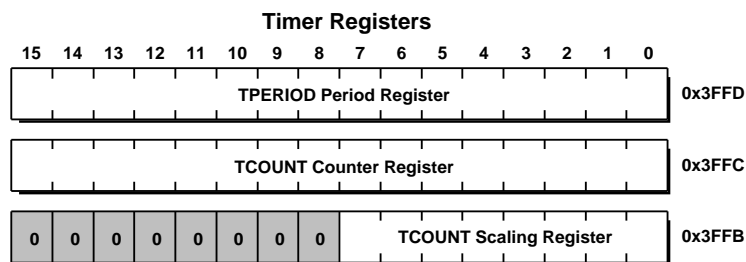 Timer Registers
15 14 13 12 11 10 9 8 7 6 5 4 3 2 1 0
TPERIOD Period Register 0x3FFD
TCOUNT Counter Register 0x3FFC
0 0 0 0 0 0 0 0 TCOUNT Scaling Register 0x3FFB